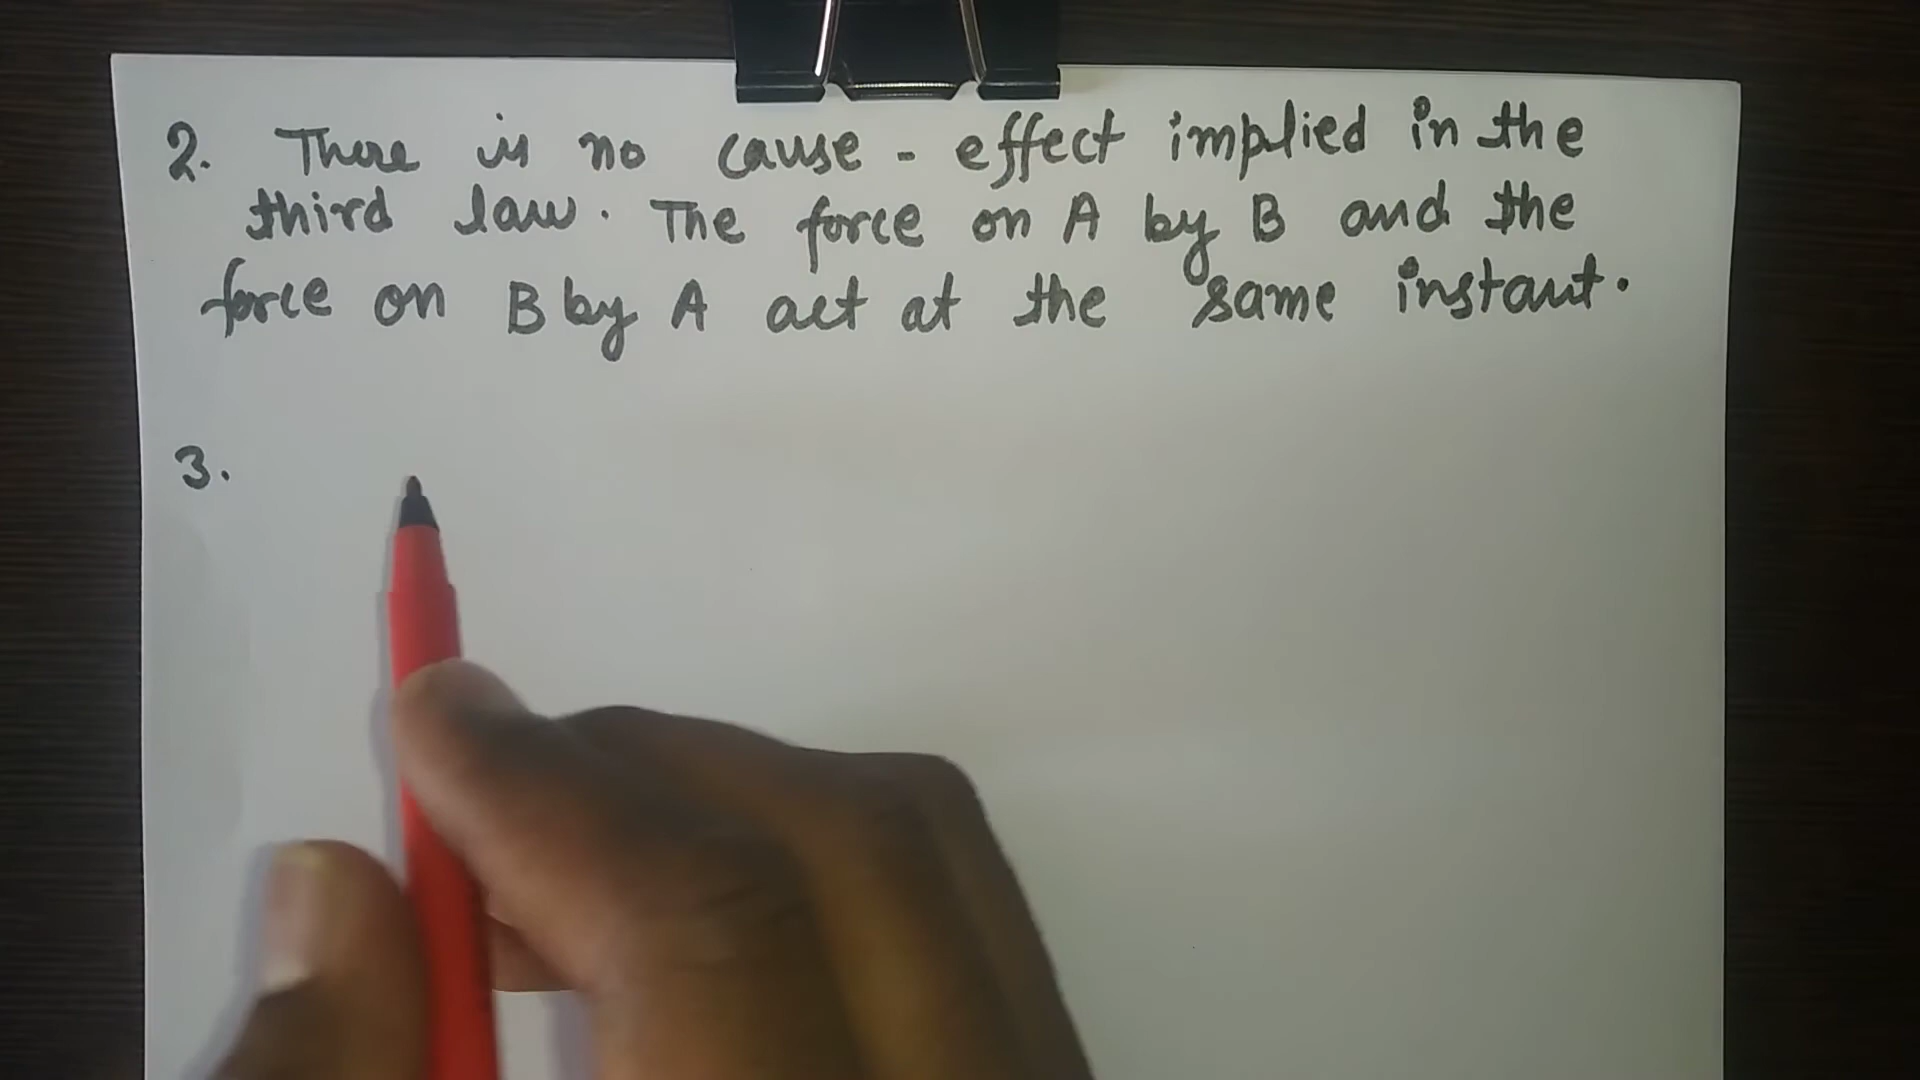 2. There is no cause - effect implied in the
third law. The force on A by B and the
force on B by A act at the same instant.
3.